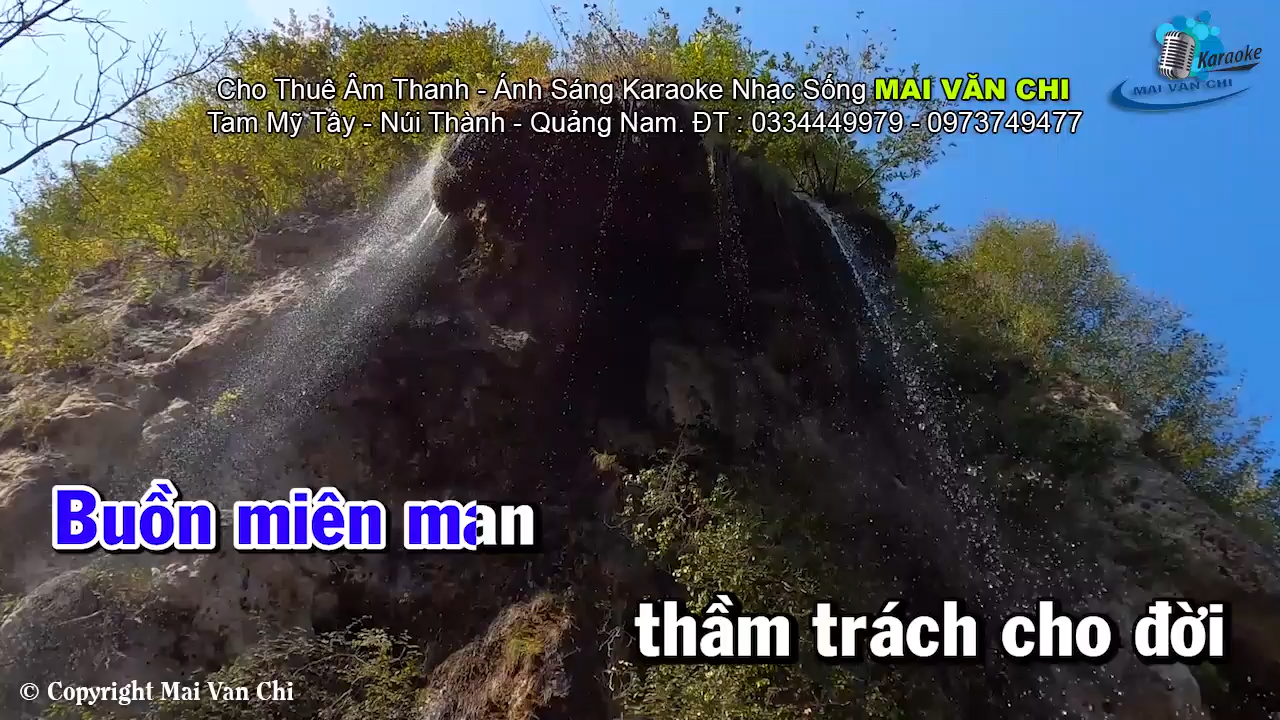 Cho Thuê Âm Thanh - Ánh Sáng Karaoke Nhạc Sống MAI VĂN CHI
Tam Mỹ Tây - Núi Thành - Quảng Nam. ĐT : 0334449979 - 0973749477
Karaoke
MAI VAN CHI
Buồn miên man
thầm trách cho đời
© Copyright Mai Van Chi